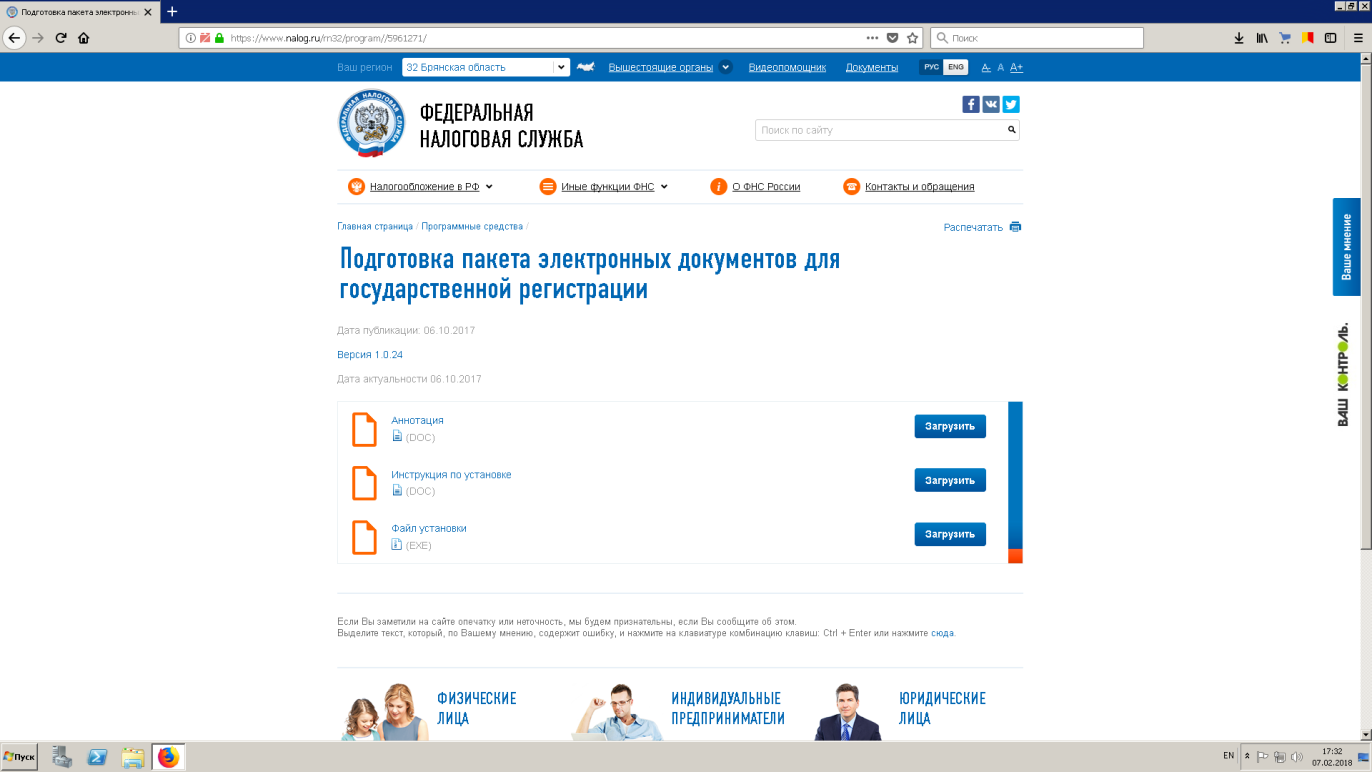 Подготовка пакета электронны
https://www.nalog.ru/rn32/program//5961271/
Поиск
Ваш регион
32 Брянская область
Вышестоящие органы
Видеопомощник
Документы
РУС ENG
A- A A+
ФЕДЕРАЛЬНАЯ НАЛОГОВАЯ СЛУЖБА
ФЕДЕРАЛЬНАЯ
НАЛОГОВАЯ СЛУЖБА
Поиск по сайту
Налогообложение в РФ
Иные функции ФНС
О ФНС России
Контакты и обращения
Главная страница / Программные средства /
Распечатать
Подготовка пакета электронных документов для
государственной регистрации
Дата публикации: 06.10.2017
Версия 1.0.24
Дата актуальности 06.10.2017
Аннотация
(DOC)
Загрузить
Инструкция по установке
(DOC)
Загрузить
Файл установки
(EXE)
Загрузить
Ваше мнение
ВАШ КОНТРОЛЬ.
Если Вы заметили на сайте опечатку или неточность, мы будем признательны, если Вы сообщите об этом.
Выделите текст, который, по Вашему мнению, содержит ошибку, и нажмите на клавиатуре комбинацию клавиш: Ctrl + Enter или нажмите сюда.
ФИЗИЧЕСКИЕ
ЛИЦА
ИНДИВИДУАЛЬНЫЕ
ПРЕДПРИНИМАТЕЛИ
ЮРИДИЧЕСКИЕ
ЛИЦА
Пуск
EN
17:32
07.02.2018